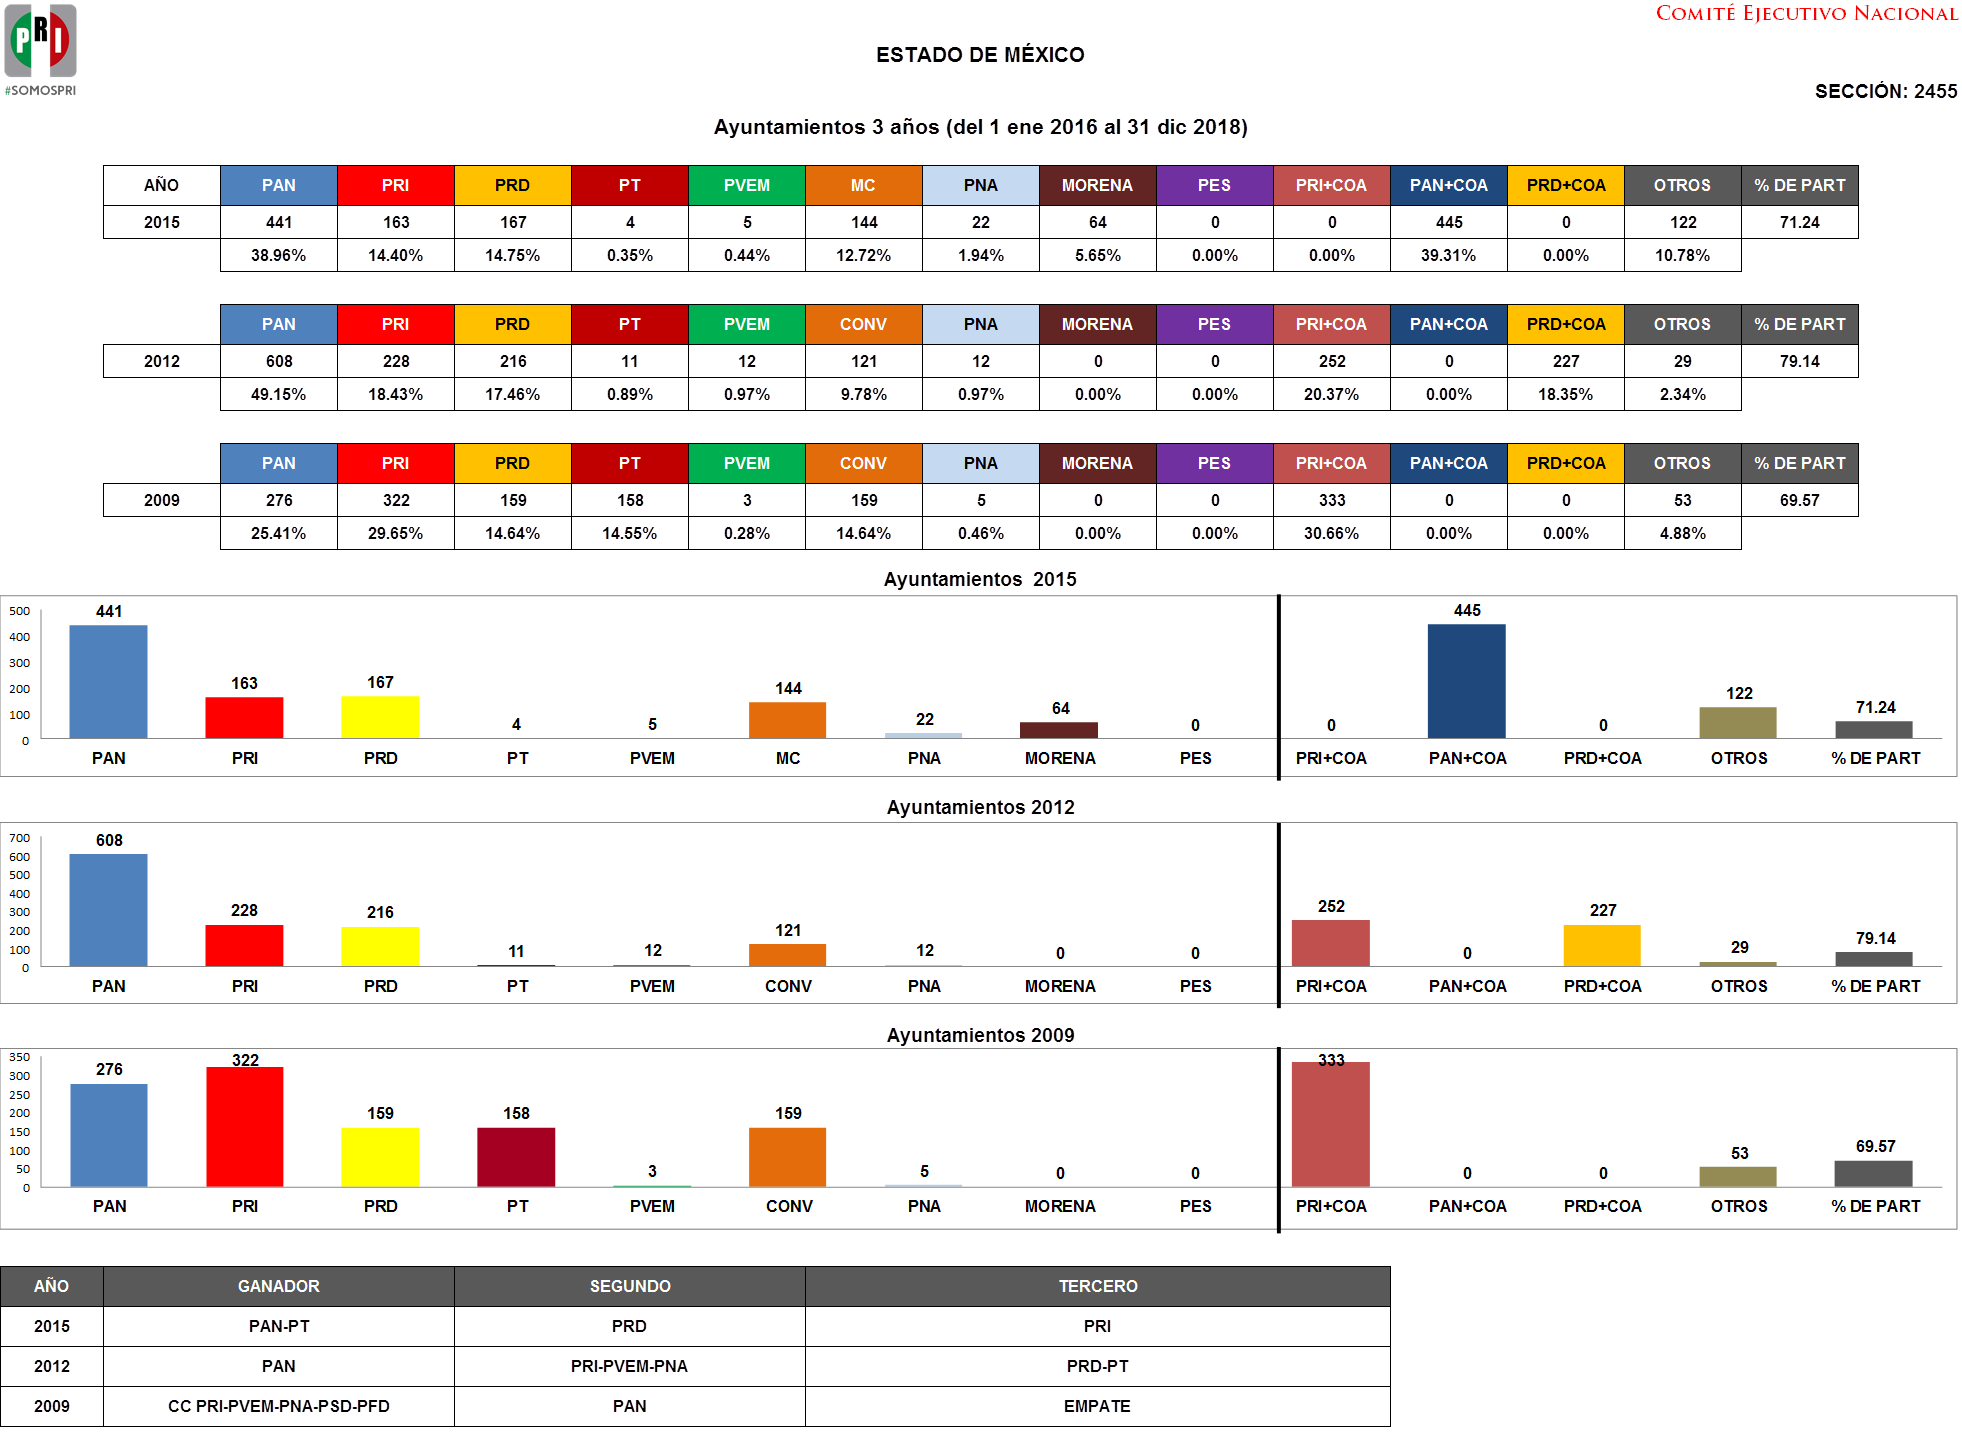 PRI
#SOMOSPRI
COMITÉ EJECUTIVO NACIONAL
ESTADO DE MÉXICO
SECCIÓN: 2455
Ayuntamientos 3 años (del 1 ene 2016 al 31 dic 2018)
AÑO PAN PRI PRD PT PVEM MC PNA MORENA PES PRI+COA PAN+COA PRD+COA OTROS % DE PART
2015 441 163 167 4 5 144 22 64 0 0 445 0 122 71.24
38.96% 14.40% 14.75% 0.35% 0.44% 12.72% 1.94% 5.65% 0.00% 0.00% 39.31% 0.00% 10.78%
PAN PRI PRD PT PVEM CONV PNA MORENA PES PRI+COA PAN+COA PRD+COA OTROS % DE PART
2012 608 228 216 11 12 121 12 0 0 252 0 227 29 79.14
49.15% 18.43% 17.46% 0.89% 0.97% 9.78% 0.97% 0.00% 0.00% 20.37% 0.00% 18.35% 2.34%
PAN PRI PRD PT PVEM CONV PNA MORENA PES PRI+COA PAN+COA PRD+COA OTROS % DE PART
2009 276 322 159 158 3 159 5 0 0 333 0 0 53 69.57
25.41% 29.65% 14.64% 14.55% 0.28% 14.64% 0.46% 0.00% 0.00% 30.66% 0.00% 0.00% 4.88%
Ayuntamientos 2015
500
400
300
200
100
0
441 163 167 4 5 144 22 64 0 0 445 0 122 71.24
PAN PRI PRD PT PVEM MC PNA MORENA PES PRI+COA PAN+COA PRD+COA OTROS % DE PART
Ayuntamientos 2012
700
600
500
400
300
200
100
0
608 228 216 11 12 121 12 0 0 252 0 227 29 79.14
PAN PRI PRD PT PVEM CONV PNA MORENA PES PRI+COA PAN+COA PRD+COA OTROS % DE PART
Ayuntamientos 2009
350
300
250
200
150
100
50
0
276 322 159 158 3 159 5 0 0 333 0 0 53 69.57
PAN PRI PRD PT PVEM CONV PNA MORENA PES PRI+COA PAN+COA PRD+COA OTROS % DE PART
AÑO GANADOR SEGUNDO TERCERO
2015 PAN-PT PRD PRI
2012 PAN PRI-PVEM-PNA PRD-PT
2009 CC PRI-PVEM-PNA-PSD-PFD PAN EMPATE